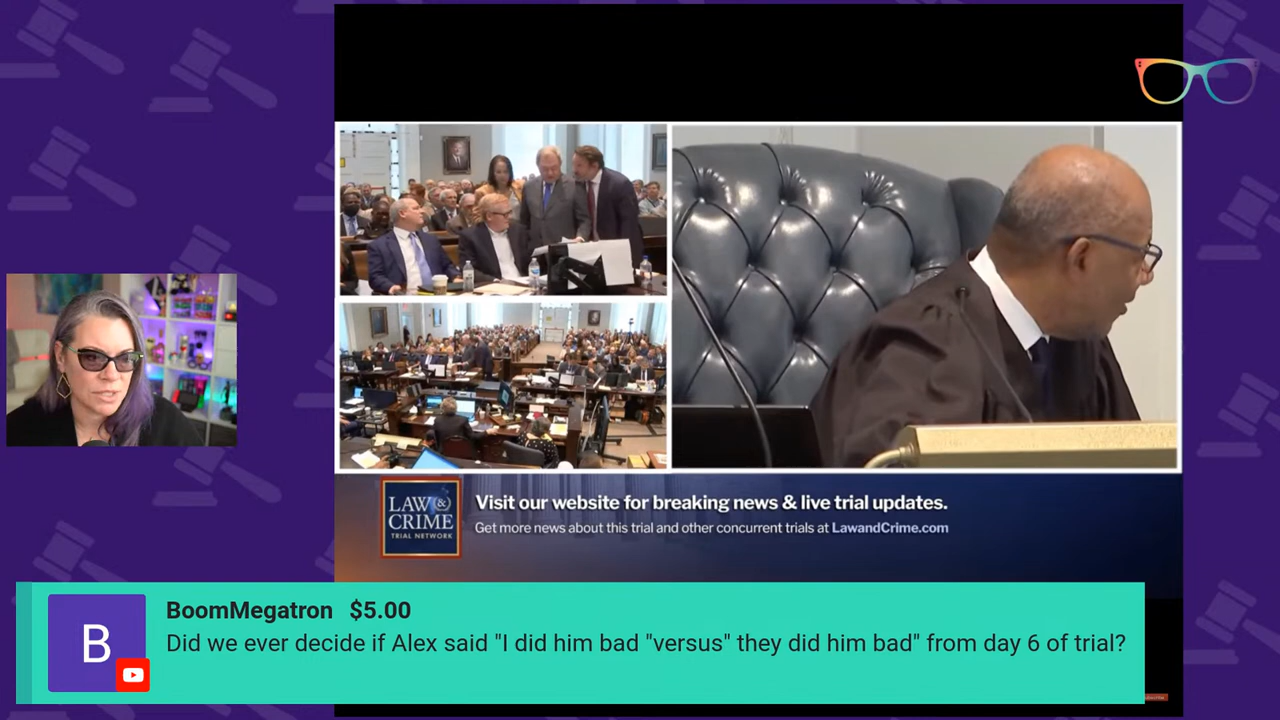 LAW &
CRIME
TRIAL NETWORK
Visit our website for breaking news & live trial updates.
Get more news about this trial and other concurrent trials at LawandCrime.com
B
BoomMegatron $5.00
Did we ever decide if Alex said "I did him bad "versus" they did him bad" from day 6 of trial?